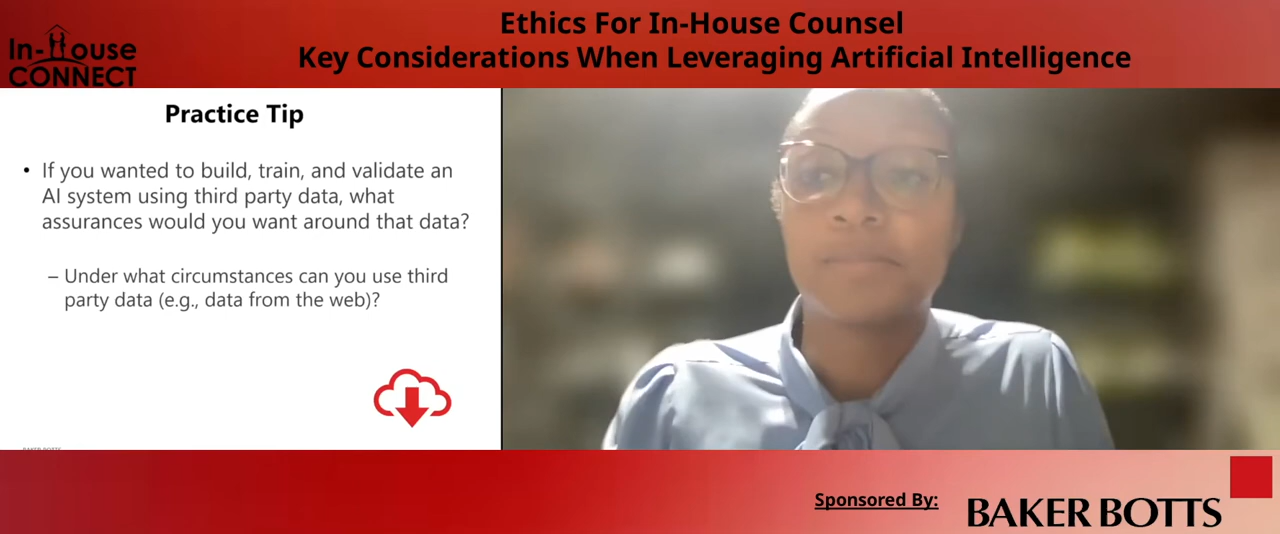 Ethics For In-House Counsel
Key Considerations When Leveraging Artificial Intelligence
In-House
CONNECT
Practice Tip
• If you wanted to build, train, and validate an
AI system using third party data, what
assurances would you want around that data?
– Under what circumstances can you use third
party data (e.g., data from the web)?
BAKER BOTTS
Sponsored By:
BAKER BOTTS